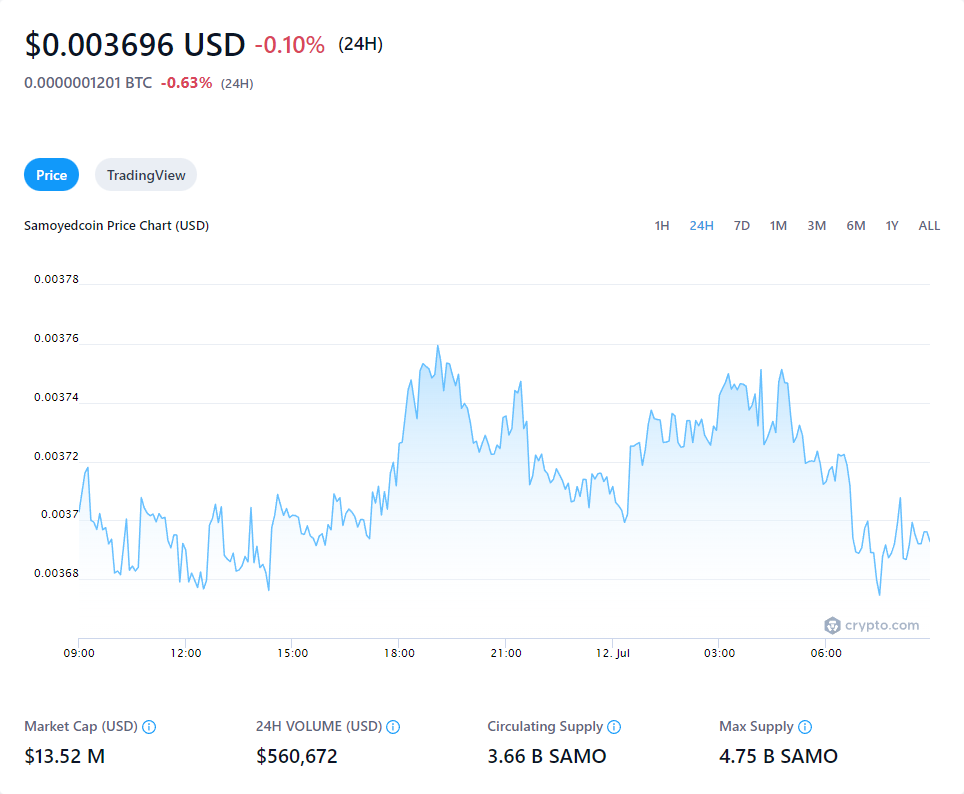 $0.003696 USD -0.10% (24H)
0.0000001201 BTC -0.63% (24H)
Price TradingView
Samoyedcoin Price Chart (USD) 1H 24H 7D 1M 3M 6M 1Y ALL
0.00378
0.00376
0.00374
0.00372
0.0037
0.00368
crypto.com
09:00 12:00 15:00 18:00 21:00 12. Jul 03:00 06:00
Market Cap (USD) 24H VOLUME (USD) Circulating Supply Max Supply
$13.52 M $560,672 3.66 B SAMO 4.75 B SAMO